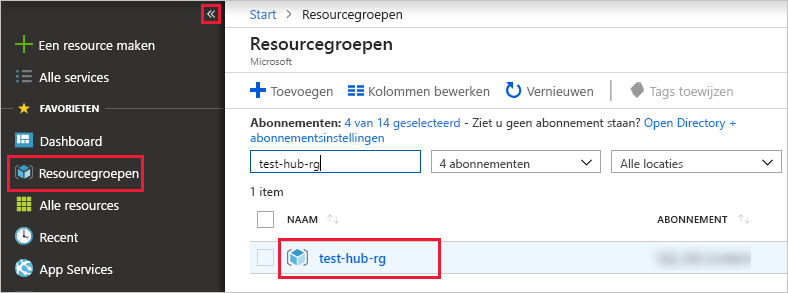 «
Een resource maken
Alle services
FAVORIETEN
Dashboard
Resourcegroepen
Alle resources
Recent
App Services
Start > Resourcegroepen
Resourcegroepen
Microsoft
Toevoegen Kolommen bewerken Vernieuwen Tags toewijzen
Abonnementen: 4 van 14 geselecteerd - Ziet u geen abonnement staan? Open Directory +
abonnementsinstellingen
test-hub-rg 4 abonnementen Alle locaties
1 item
NAAM ABONNEMENT
test-hub-rg